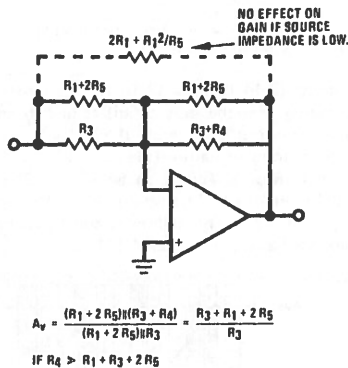 NO EFFECT ON
GAIN IF SOURCE
IMPEDANCE IS LOW.
2R₁ + R₁²/R₅
R₁+2R₅
R₁+2R₅
R₃
R₃+R₄
−
+
Aᵥ = (R₁ + 2 R₅)||(R₃ + R₄) / (R₁ + 2 R₅)||R₃ = R₃ + R₁ + 2 R₅ / R₃
IF R₄ > R₁ + R₃ + 2 R₅